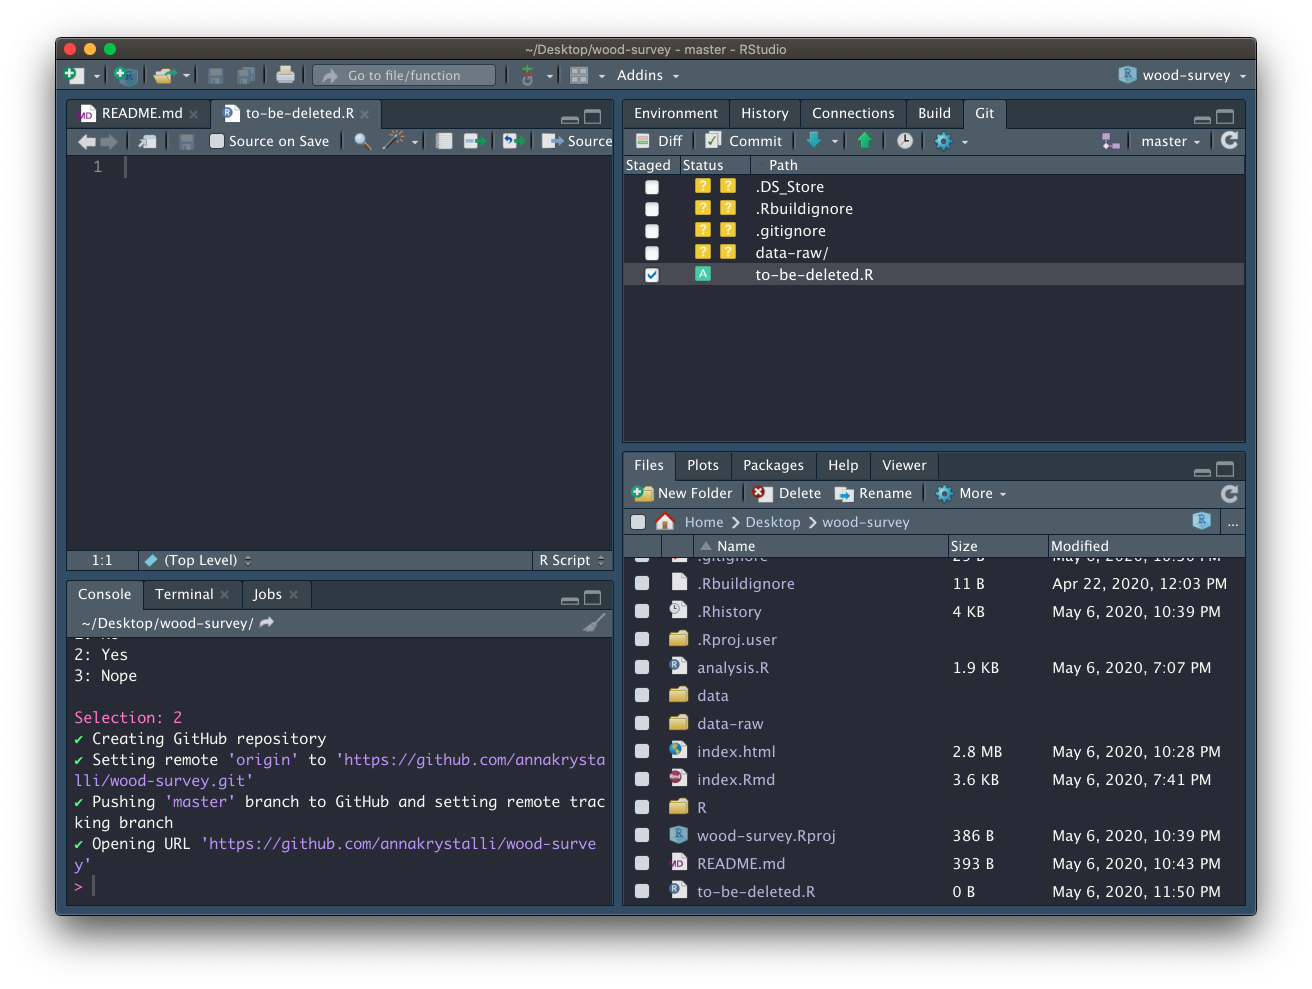 ~/Desktop/wood-survey - master - RStudio
Go to file/function
Addins
wood-survey
README.md
to-be-deleted.R
Source on Save
Source
1
1:1
(Top Level)
R Script
Console
Terminal
Jobs
~/Desktop/wood-survey/
2: Yes
3: Nope
Selection: 2
✔ Creating GitHub repository
✔ Setting remote 'origin' to 'https://github.com/annakrysta
lli/wood-survey.git'
✔ Pushing 'master' branch to GitHub and setting remote trac
king branch
✔ Opening URL 'https://github.com/annakrystalli/wood-surve
y'
>
Environment
History
Connections
Build
Git
Diff
Commit
master
Staged
Status
Path
? ? .DS_Store
? ? .Rbuildignore
? ? .gitignore
? ? data-raw/
A to-be-deleted.R
Files
Plots
Packages
Help
Viewer
New Folder
Delete
Rename
More
Home
Desktop
wood-survey
...
Name
Size
Modified
.gitignore
.Rbuildignore 11 B Apr 22, 2020, 12:03 PM
.Rhistory 4 KB May 6, 2020, 10:39 PM
.Rproj.user
analysis.R 1.9 KB May 6, 2020, 7:07 PM
data
data-raw
index.html 2.8 MB May 6, 2020, 10:28 PM
index.Rmd 3.6 KB May 6, 2020, 7:41 PM
R
wood-survey.Rproj 386 B May 6, 2020, 10:39 PM
README.md 393 B May 6, 2020, 10:43 PM
to-be-deleted.R 0 B May 6, 2020, 11:50 PM